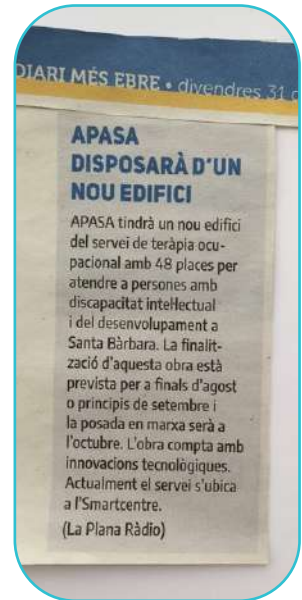 DIARI MÉS EBRE • divendres 31
APASA
DISPOSARÀ D'UN
NOU EDIFICI
APASA tindrà un nou edifici
del servei de teràpia ocu-
pacional amb 48 places per
atendre a persones amb
discapacitat intel·lectual
i del desenvolupament a
Santa Bàrbara. La finalit-
zació d'aquesta obra està
prevista per a finals d'agost
o principis de setembre i
la posada en marxa serà a
l'octubre. L'obra compta amb
innovacions tecnològiques.
Actualment el servei s'ubica
a l'Smartcentre.
(La Plana Ràdio)